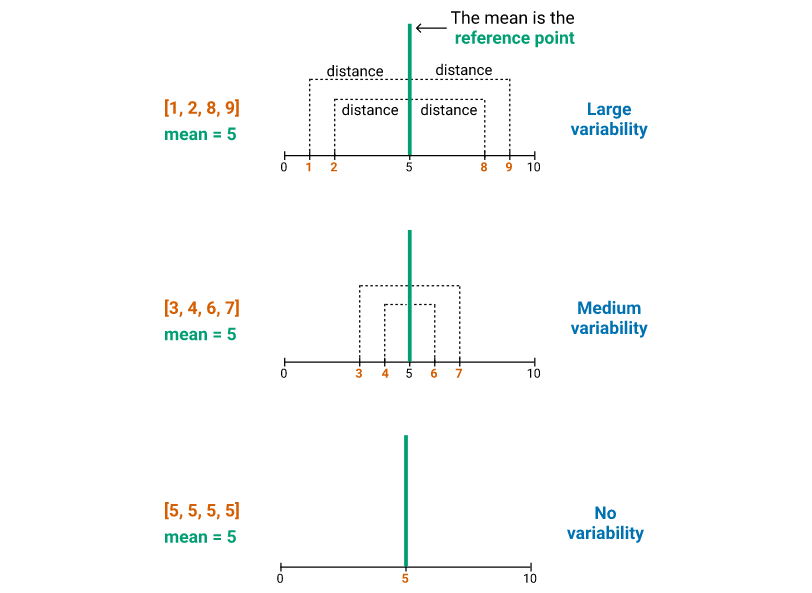 The mean is the
reference point
distance distance
[1, 2, 8, 9]
mean = 5
distance distance
Large
variability
0 1 2 5 8 9 10
[3, 4, 6, 7]
mean = 5
Medium
variability
0 3 4 5 6 7 10
[5, 5, 5, 5]
mean = 5
No
variability
0 5 10